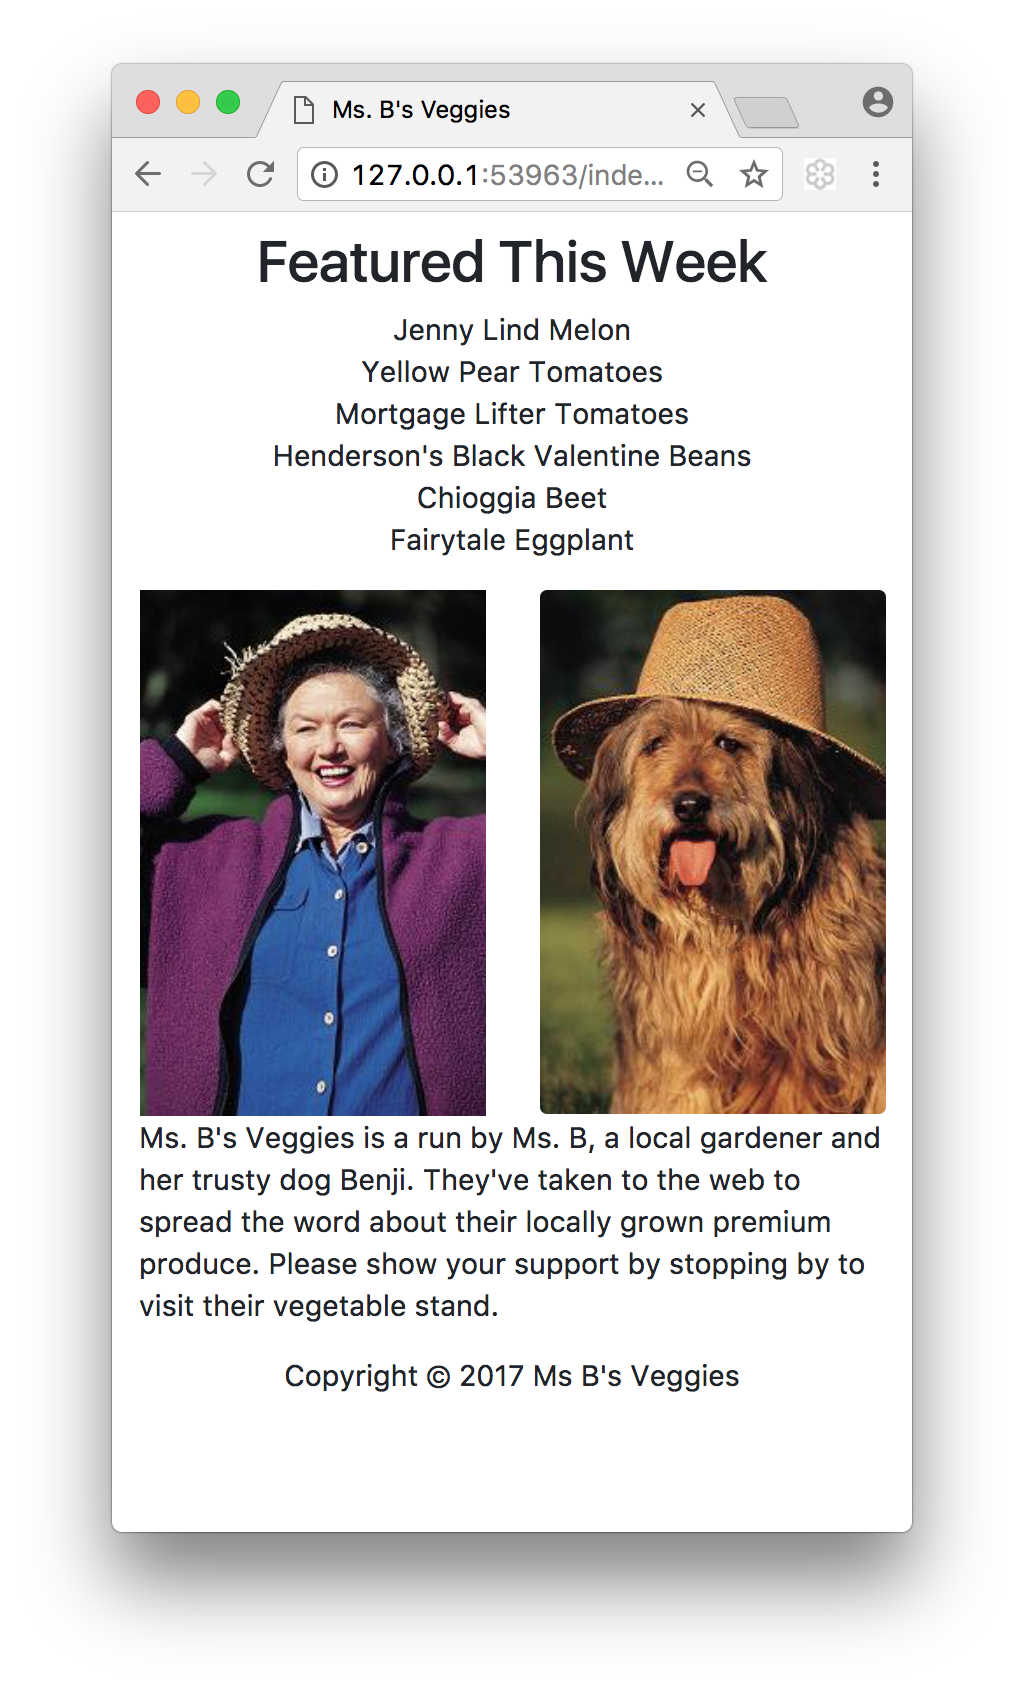 Ms. B's Veggies
127.0.0.1:53963/inde...
Featured This Week
Jenny Lind Melon
Yellow Pear Tomatoes
Mortgage Lifter Tomatoes
Henderson's Black Valentine Beans
Chioggia Beet
Fairytale Eggplant
Ms. B's Veggies is a run by Ms. B, a local gardener and
her trusty dog Benji. They've taken to the web to
spread the word about their locally grown premium
produce. Please show your support by stopping by to
visit their vegetable stand.
Copyright © 2017 Ms B's Veggies